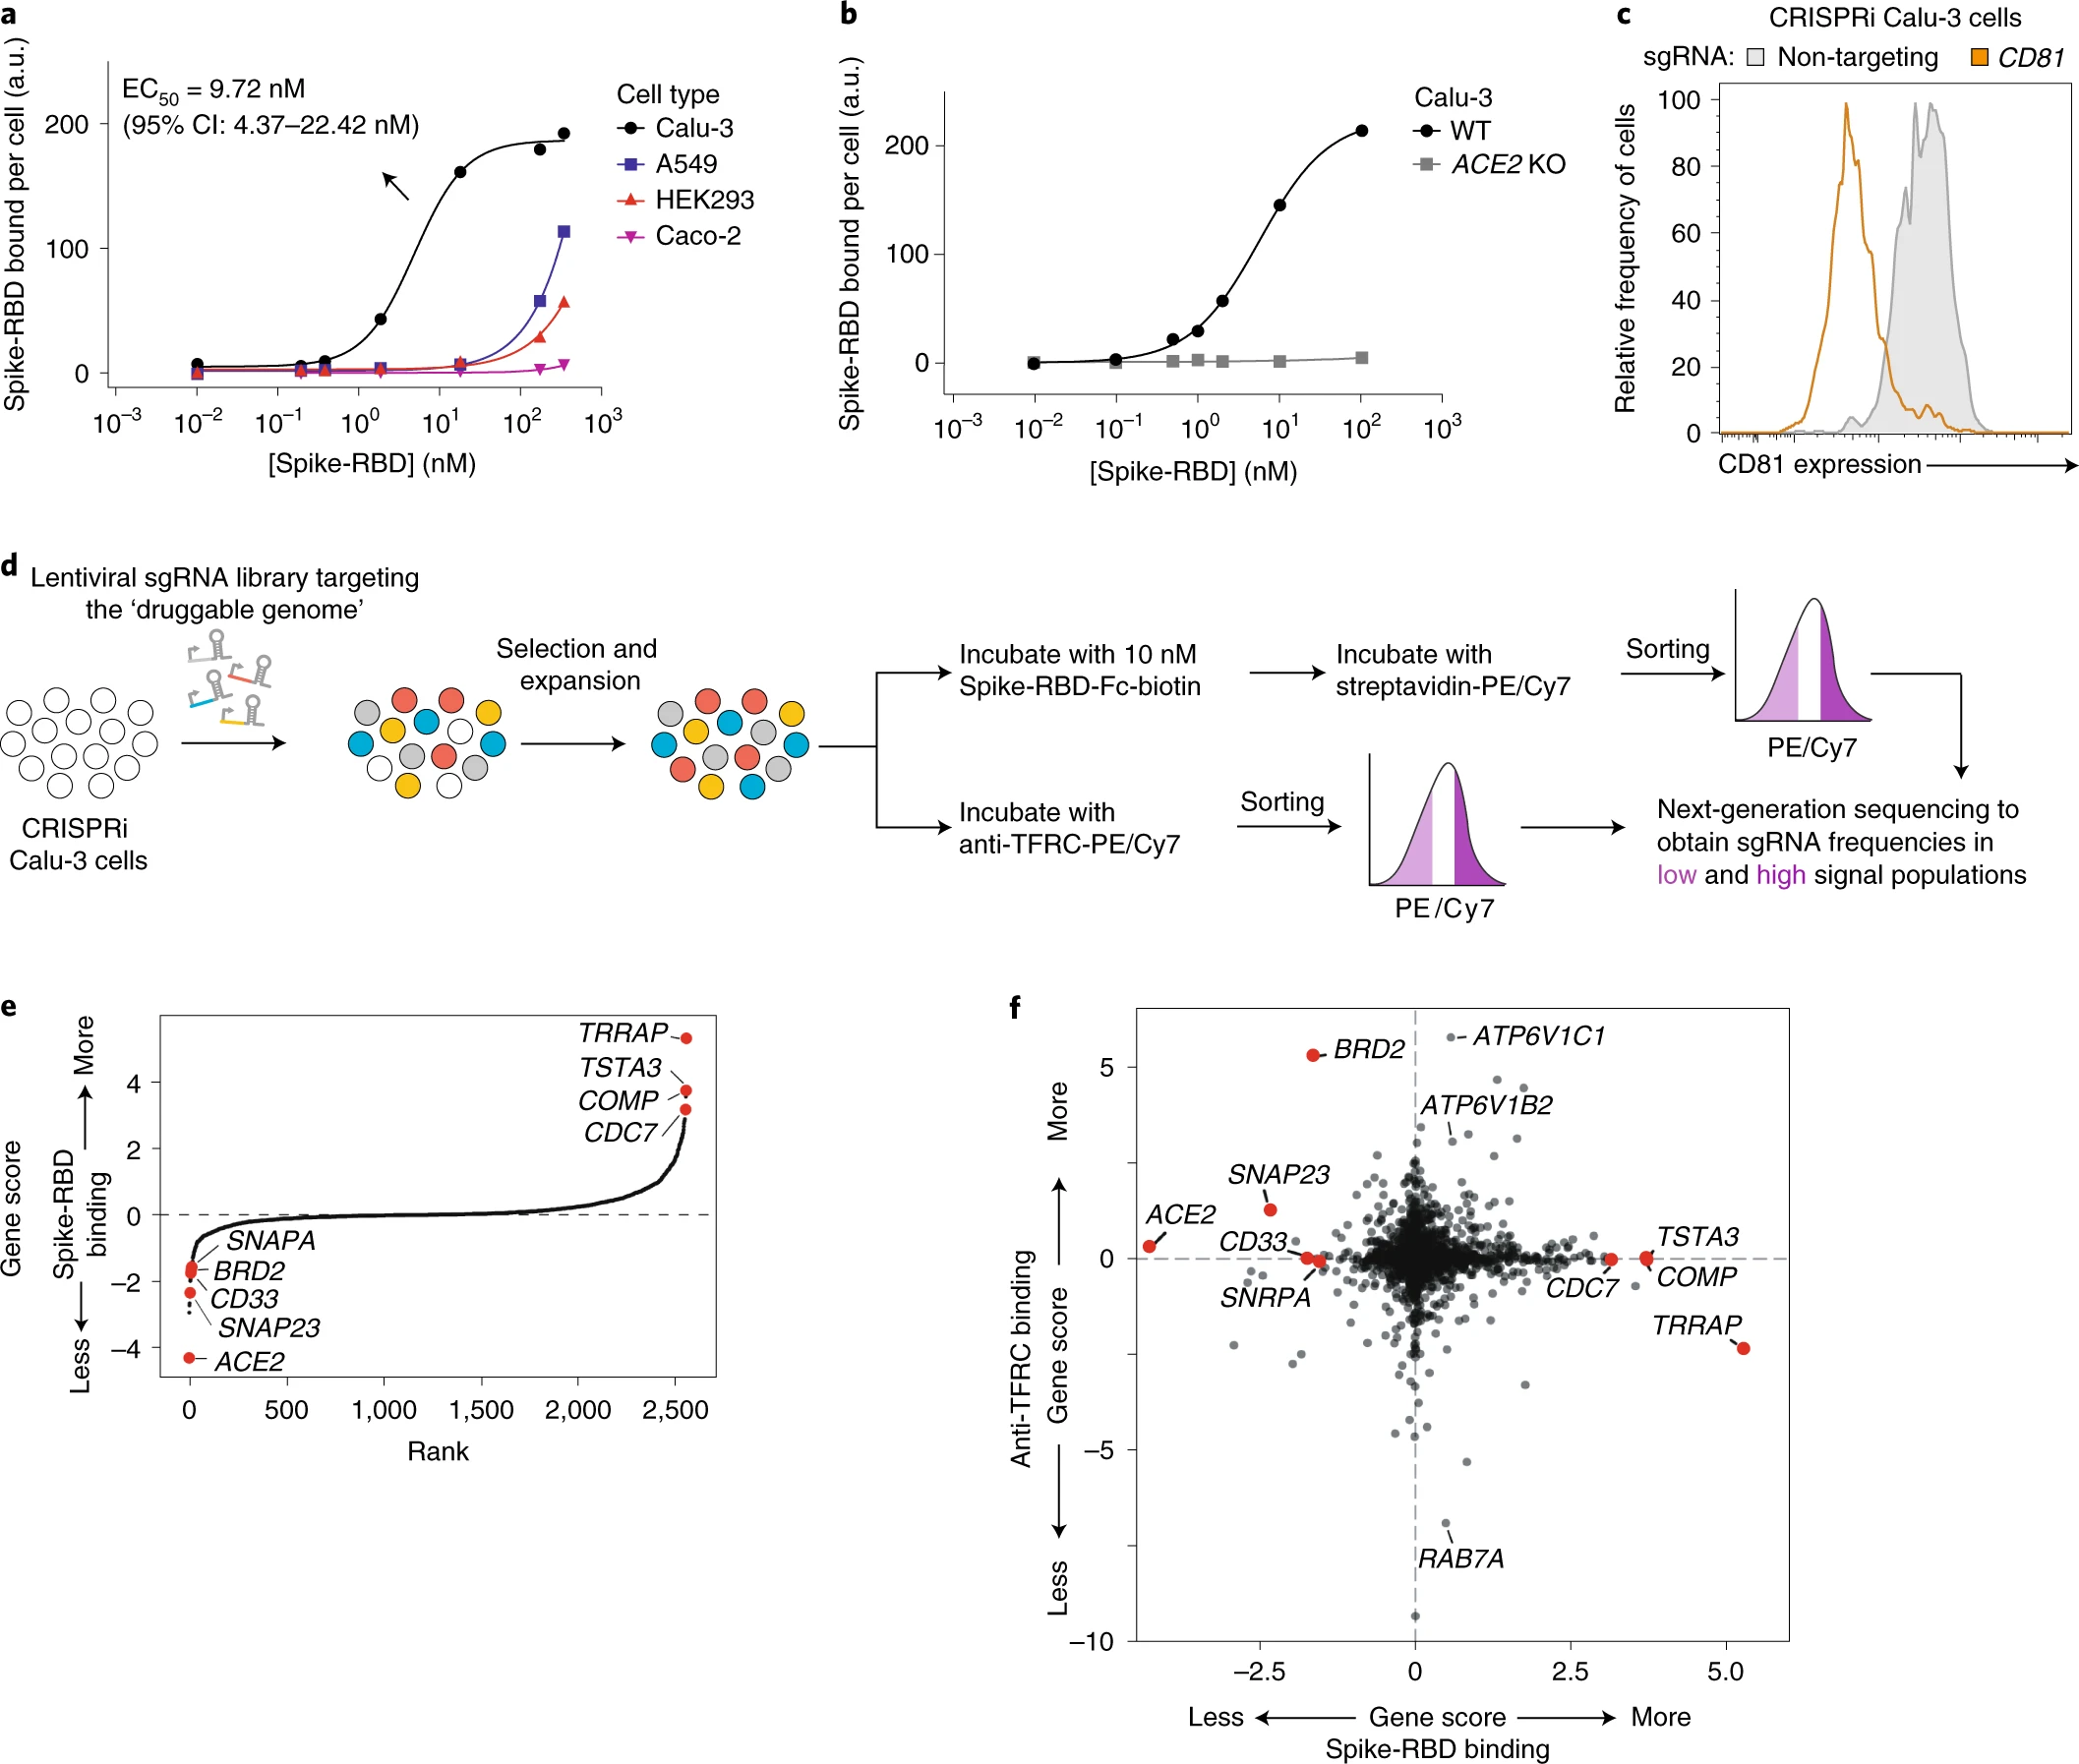 a
Spike-RBD bound per cell (a.u.)
EC50 = 9.72 nM
(95% CI: 4.37–22.42 nM)
200
100
0
10−3
10−2
10−1
100
101
102
103
[Spike-RBD] (nM)
Cell type
Calu-3
A549
HEK293
Caco-2
b
Spike-RBD bound per cell (a.u.)
200
100
0
10−3
10−2
10−1
100
101
102
103
[Spike-RBD] (nM)
Calu-3
WT
ACE2 KO
c
CRISPRi Calu-3 cells
sgRNA: Non-targeting CD81
Relative frequency of cells
100
80
60
40
20
0
CD81 expression
d
Lentiviral sgRNA library targeting
the ‘druggable genome’
CRISPRi
Calu-3 cells
Selection and
expansion
Incubate with 10 nM
Spike-RBD-Fc-biotin
Incubate with
streptavidin-PE/Cy7
Sorting
PE/Cy7
Incubate with
anti-TFRC-PE/Cy7
Sorting
PE/Cy7
Next-generation sequencing to
obtain sgRNA frequencies in
low and high signal populations
e
Gene score
Less
Spike-RBD
binding
More
4
2
0
−2
−4
TRRAP
TSTA3
COMP
CDC7
SNAPA
BRD2
CD33
SNAP23
ACE2
0
500
1,000
1,500
2,000
2,500
Rank
f
Anti-TFRC binding
Less
Gene score
More
5
0
−5
−10
BRD2
ATP6V1C1
ATP6V1B2
SNAP23
ACE2
CD33
SNRPA
TSTA3
CDC7
COMP
TRRAP
RAB7A
−2.5
0
2.5
5.0
Less
Gene score
More
Spike-RBD binding